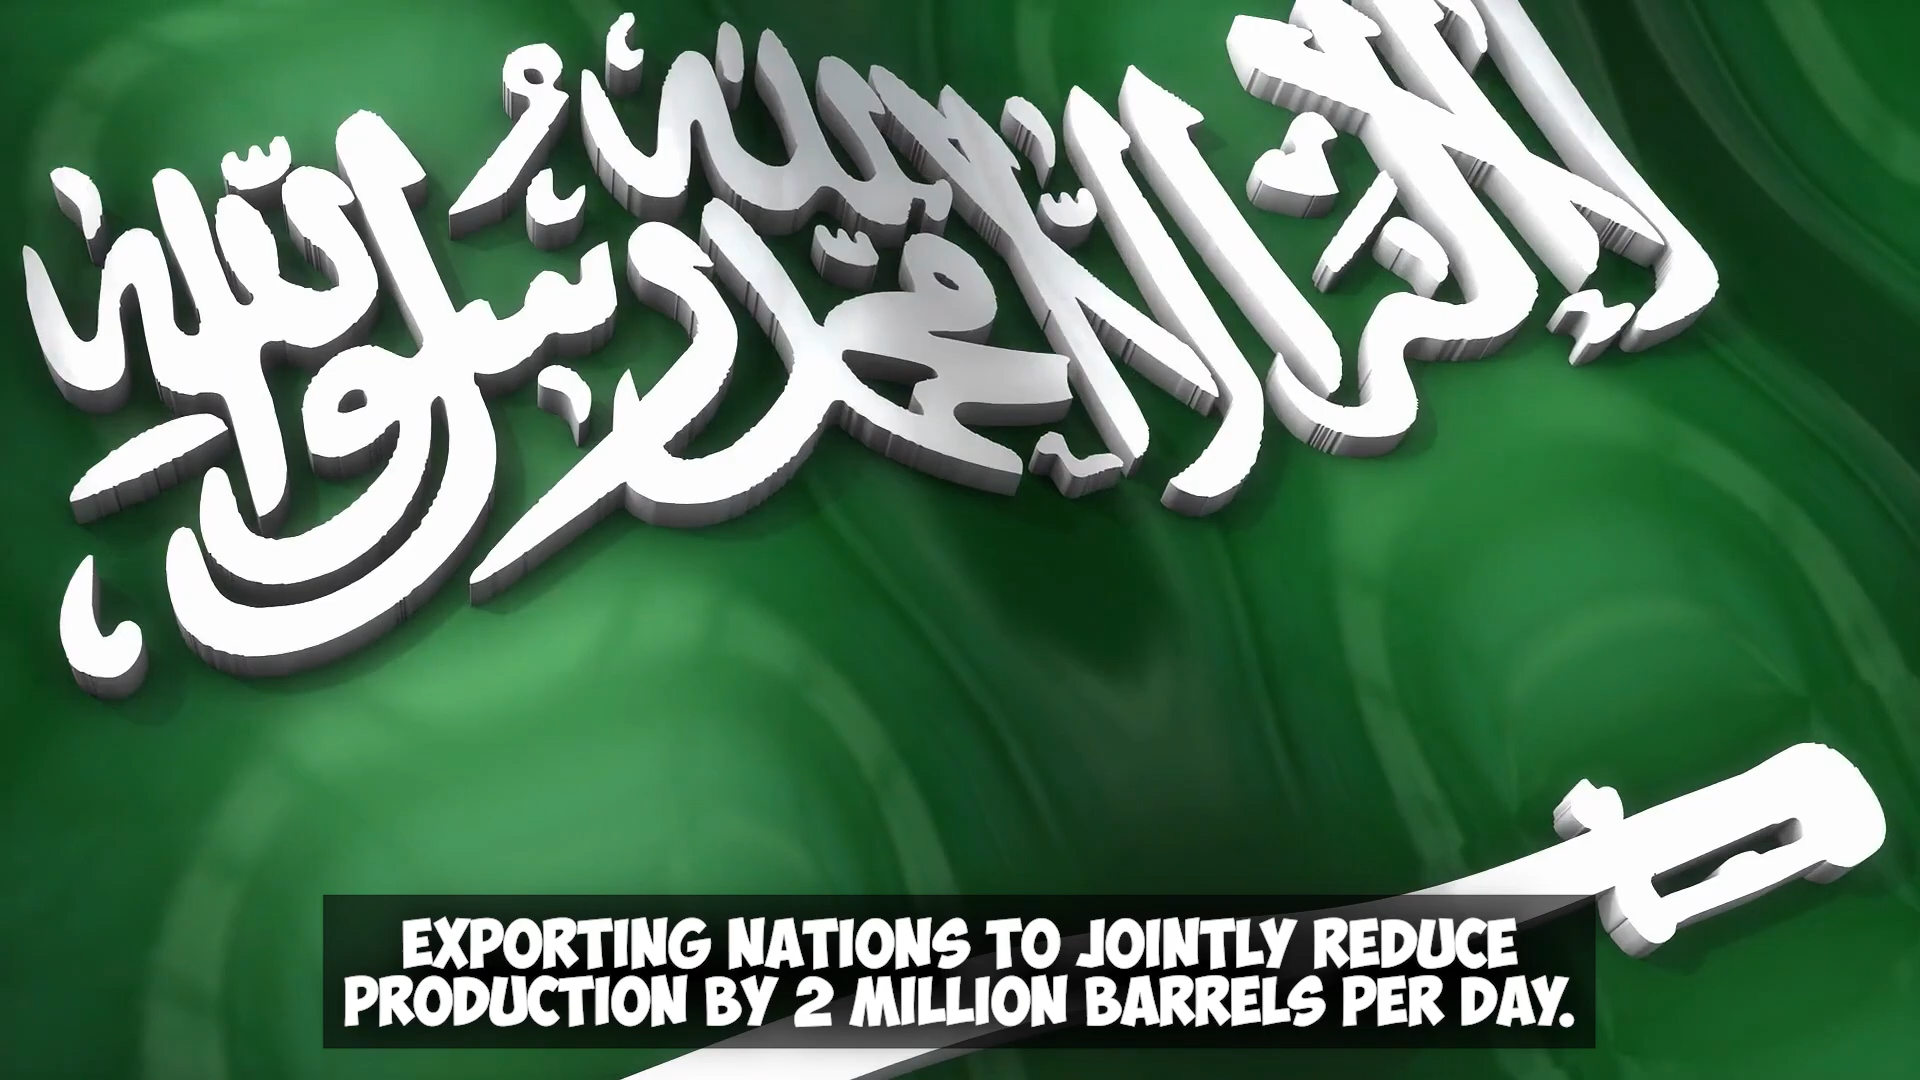 لا إله إلا الله محمد رسول الله
EXPORTING NATIONS TO JOINTLY REDUCE
PRODUCTION BY 2 MILLION BARRELS PER DAY.